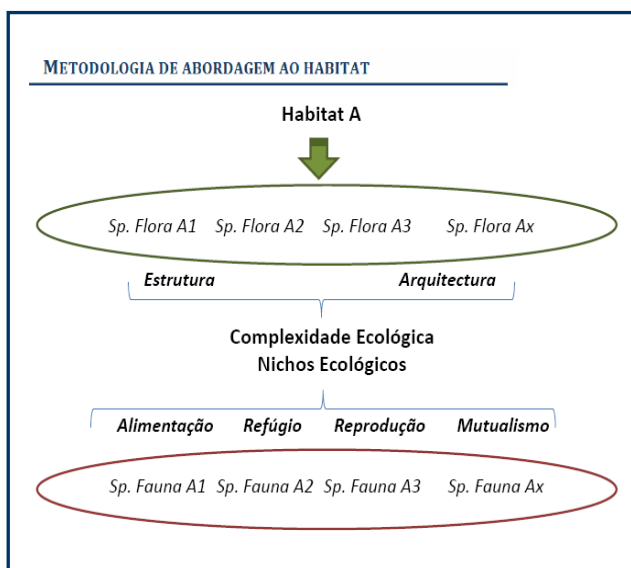 METODOLOGIA DE ABORDAGEM AO HABITAT
Habitat A
Sp. Flora A1 Sp. Flora A2 Sp. Flora A3 Sp. Flora Ax
Estrutura Arquitectura
Complexidade Ecológica
Nichos Ecológicos
Alimentação Refúgio Reprodução Mutualismo
Sp. Fauna A1 Sp. Fauna A2 Sp. Fauna A3 Sp. Fauna Ax